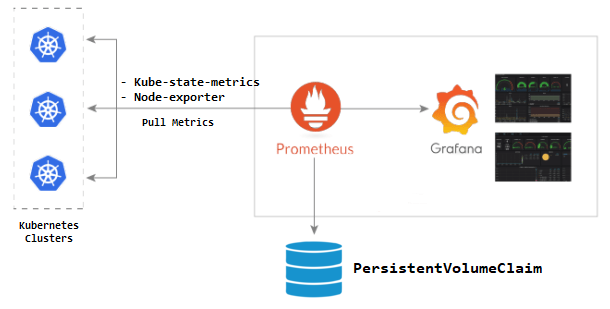 - Kube-state-metrics
- Node-exporter
Pull Metrics
Prometheus
Grafana
Kubernetes
Clusters
PersistentVolumeClaim